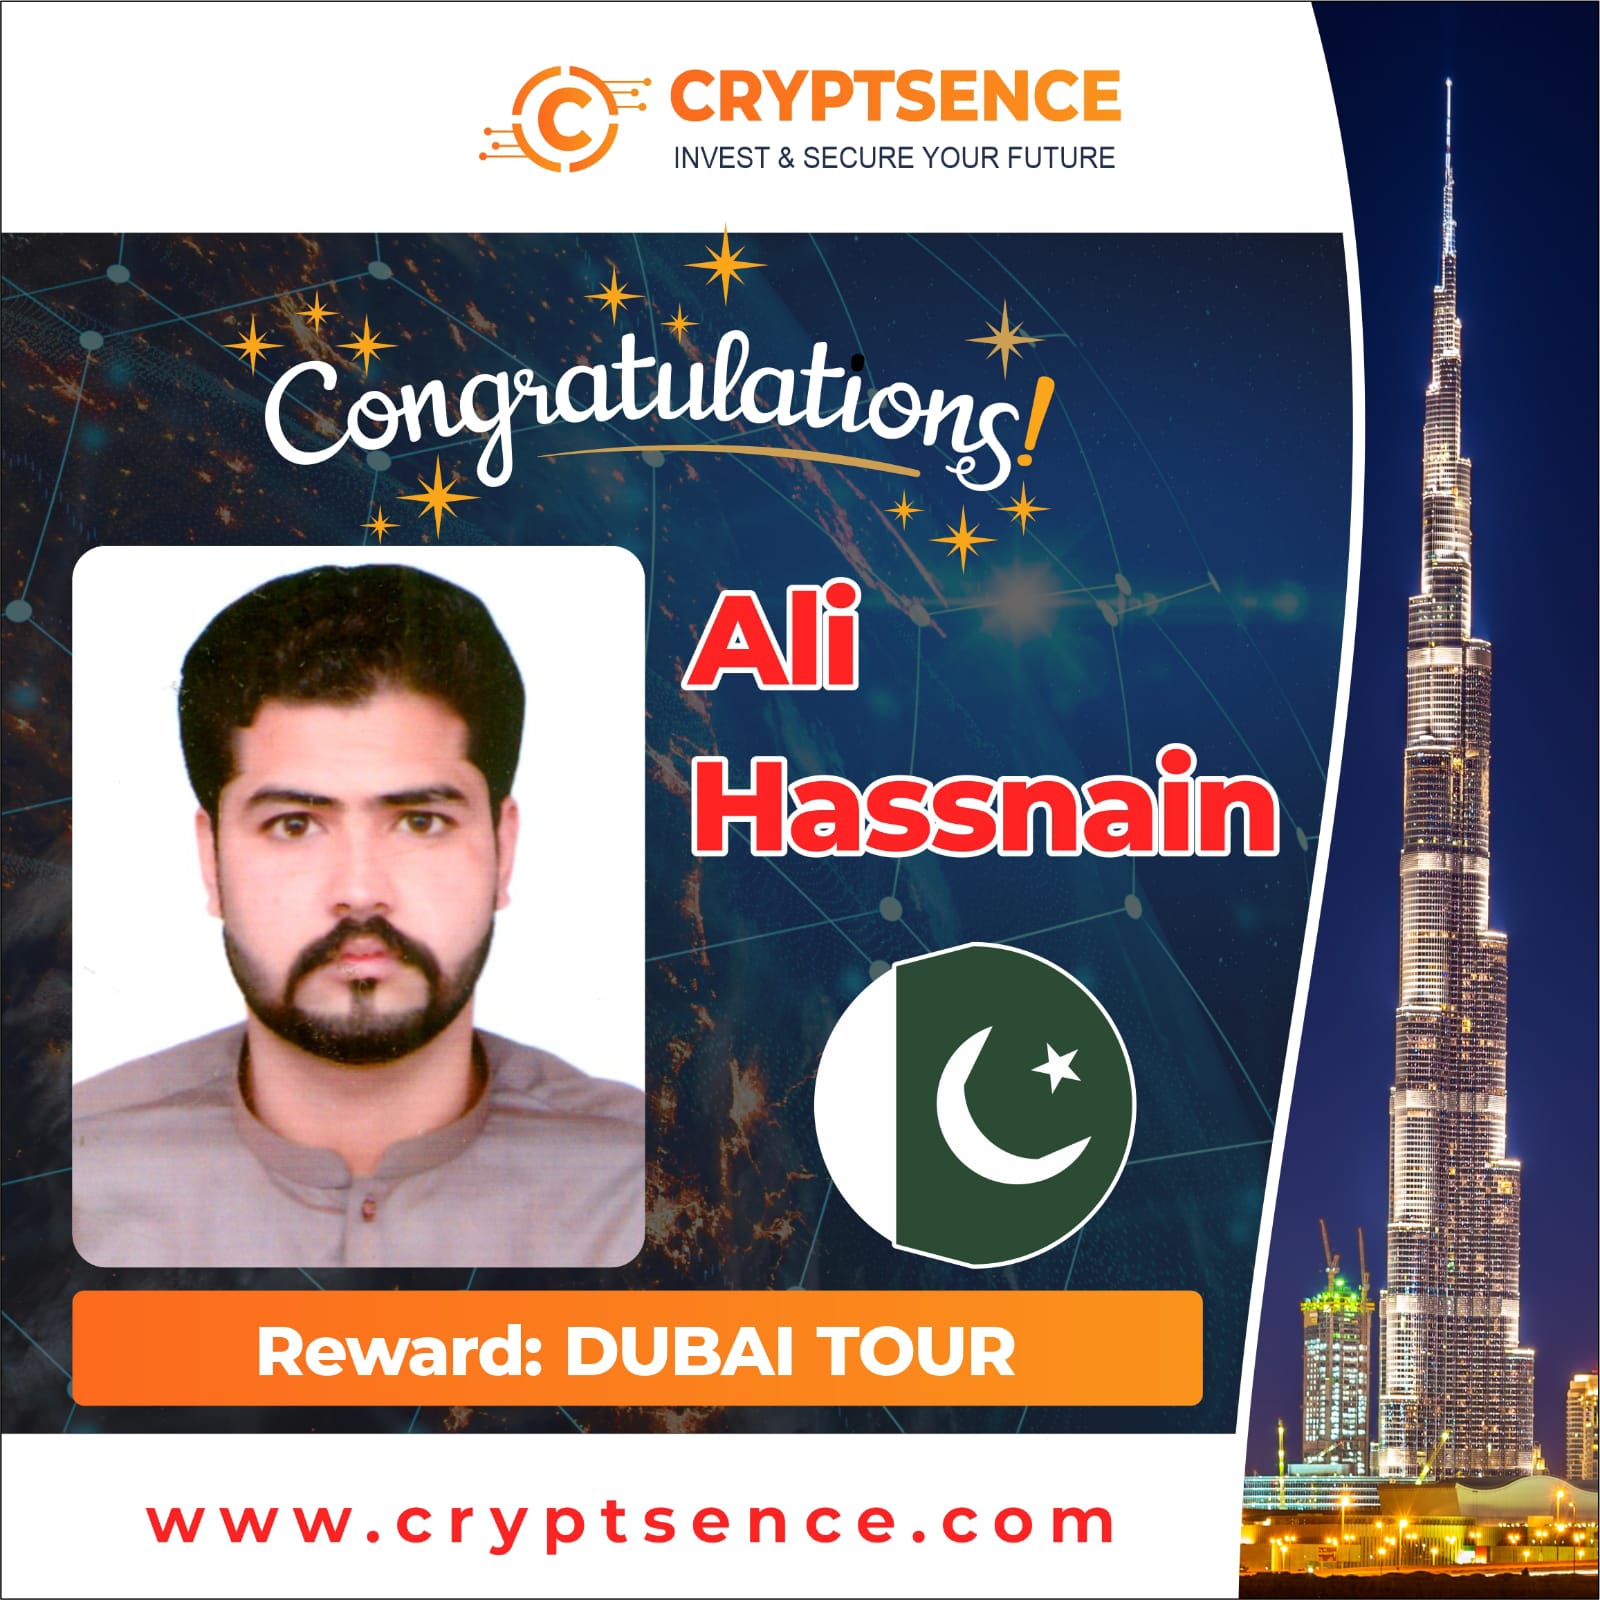 C
CRYPTSENCE
INVEST & SECURE YOUR FUTURE
Congratulations!
Ali
Hassnain
Reward: DUBAI TOUR
www.cryptsence.com